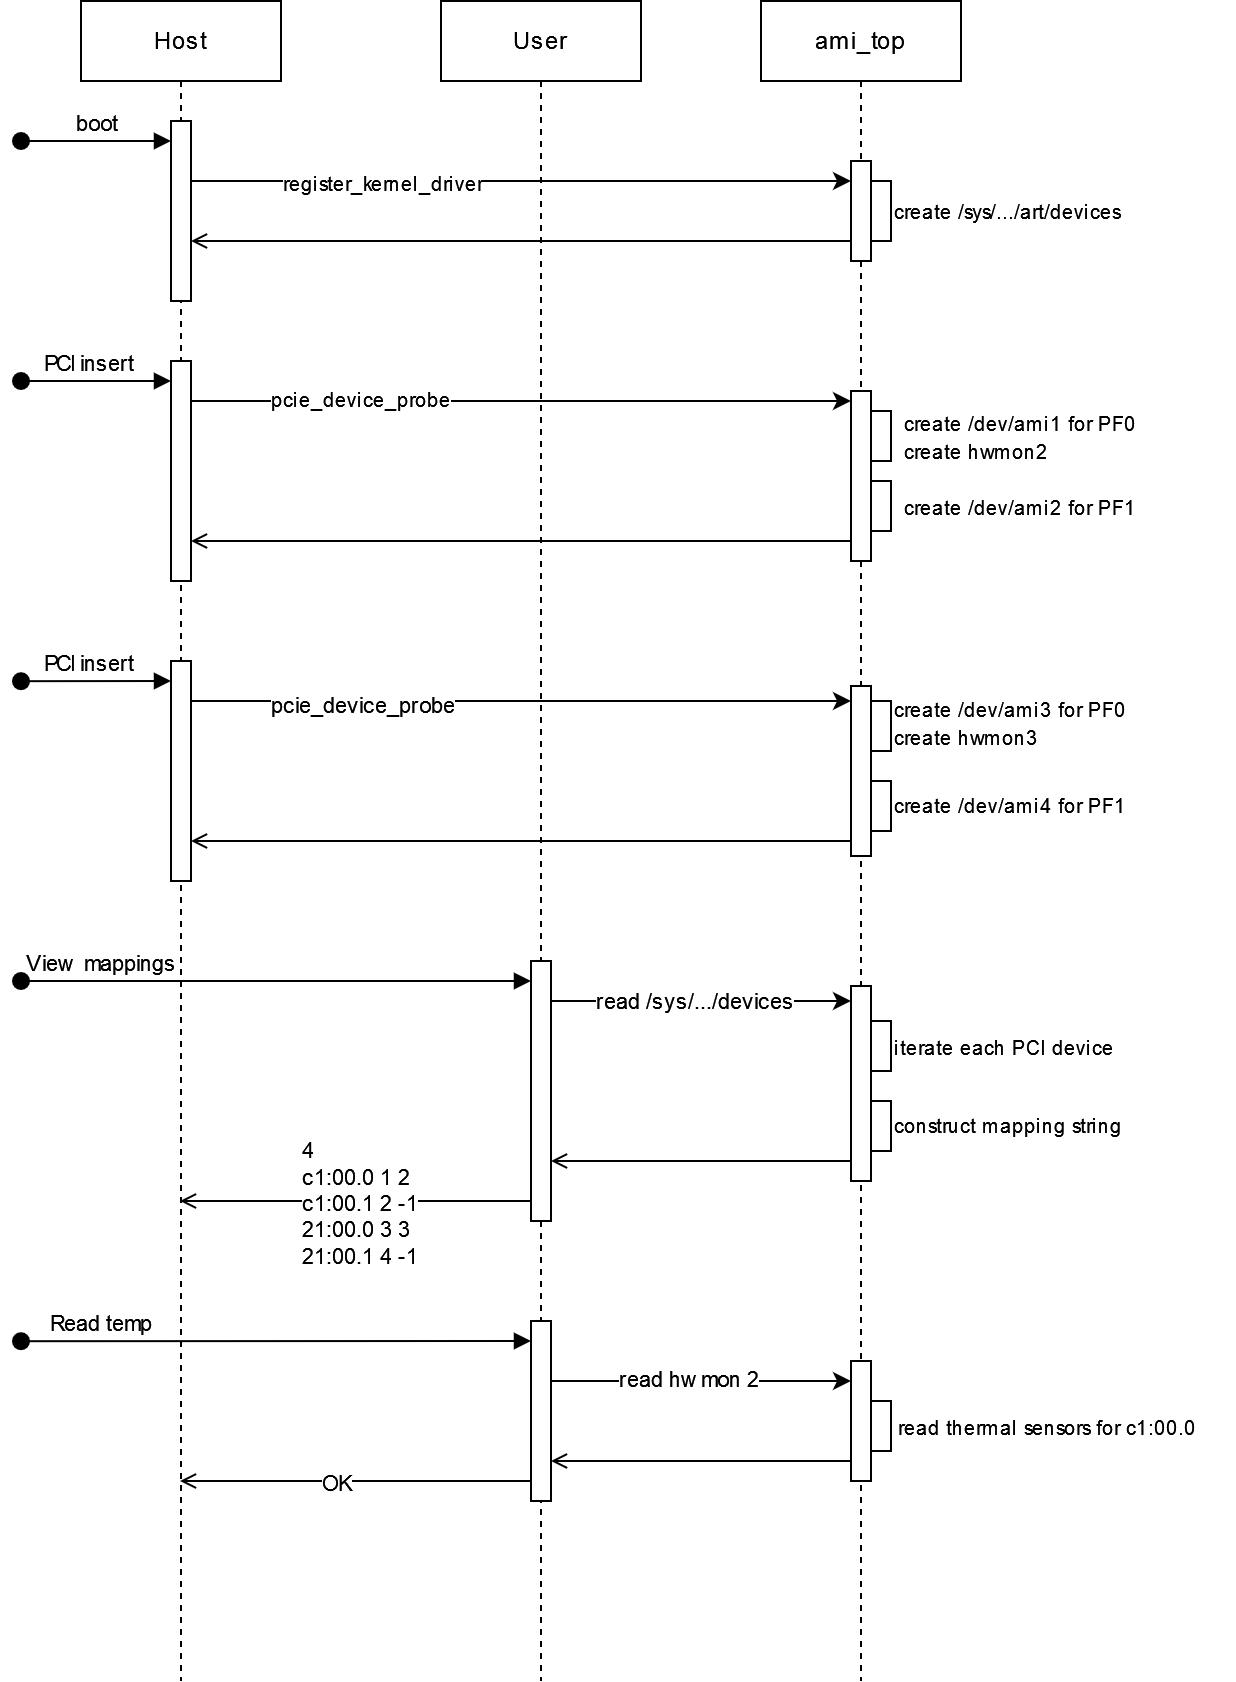 Host
User
ami_top
boot
register_kernel_driver
create /sys/.../art/devices
PCI insert
pcie_device_probe
create /dev/ami1 for PF0
create hwmon2
create /dev/ami2 for PF1
PCI insert
pcie_device_probe
create /dev/ami3 for PF0
create hwmon3
create /dev/ami4 for PF1
View mappings
read /sys/.../devices
iterate each PCI device
construct mapping string
4
c1:00.0 1 2
c1:00.1 2 -1
21:00.0 3 3
21:00.1 4 -1
Read temp
read hwmon 2
read thermal sensors for c1:00.0
OK